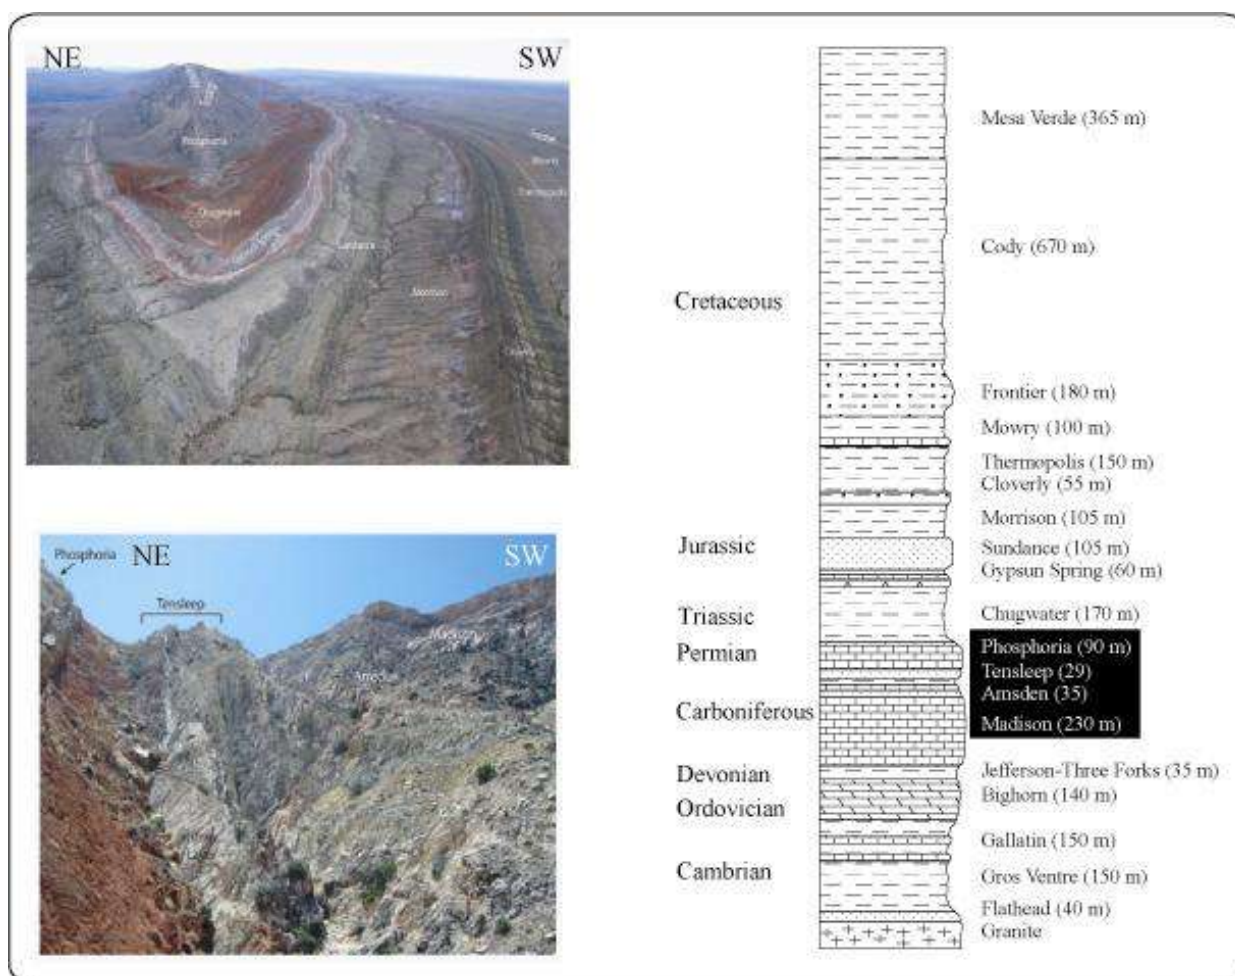 NE
SW
Phosphoria
Chugwater
Sundance
Morrison
Mowry
Thermopolis
Phosphoria
NE
SW
Tensleep
Madison
Amsden
Cretaceous
Jurassic
Triassic
Permian
Carboniferous
Devonian
Ordovician
Cambrian
Mesa Verde (365 m)
Cody (670 m)
Frontier (180 m)
Mowry (100 m)
Thermopolis (150 m)
Cloverly (55 m)
Morrison (105 m)
Sundance (105 m)
Gypsun Spring (60 m)
Chugwater (170 m)
Phosphoria (90 m)
Tensleep (29)
Amsden (35)
Madison (230 m)
Jefferson-Three Forks (35 m)
Bighorn (140 m)
Gallatin (150 m)
Gros Ventre (150 m)
Flathead (40 m)
Granite